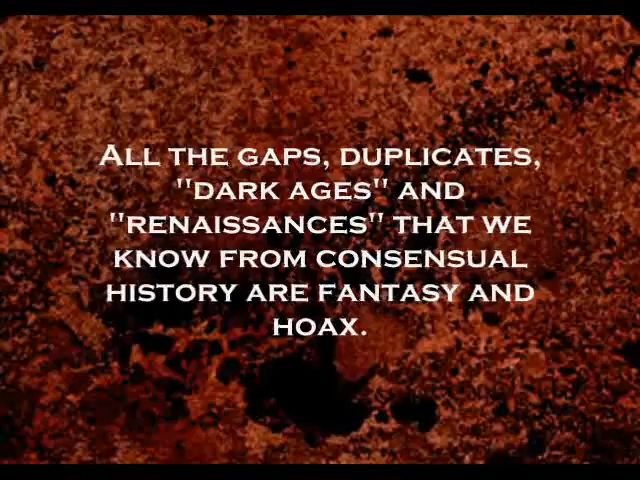 All the gaps, duplicates,
"dark ages" and
"renaissances" that we
know from consensual
history are fantasy and
hoax.